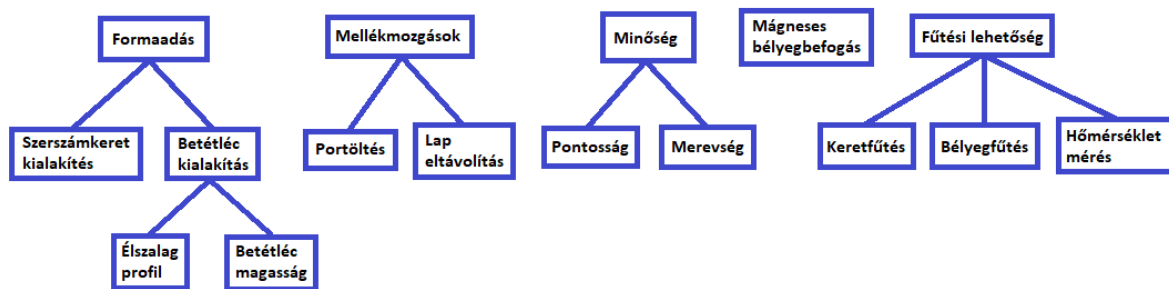 Formaadás
Mellékmozgások
Minőség
Mágneses
bélyegbefogás
Fűtési lehetőség
Szerszámkeret
kialakítés
Betétléc
kialakítás
Portöltés
Lap
eltávolítás
Pontosság
Merevség
Keretfűtés
Bélyegfűtés
Hőmérséklet
mérés
Élszalag
profil
Betétléc
magasság